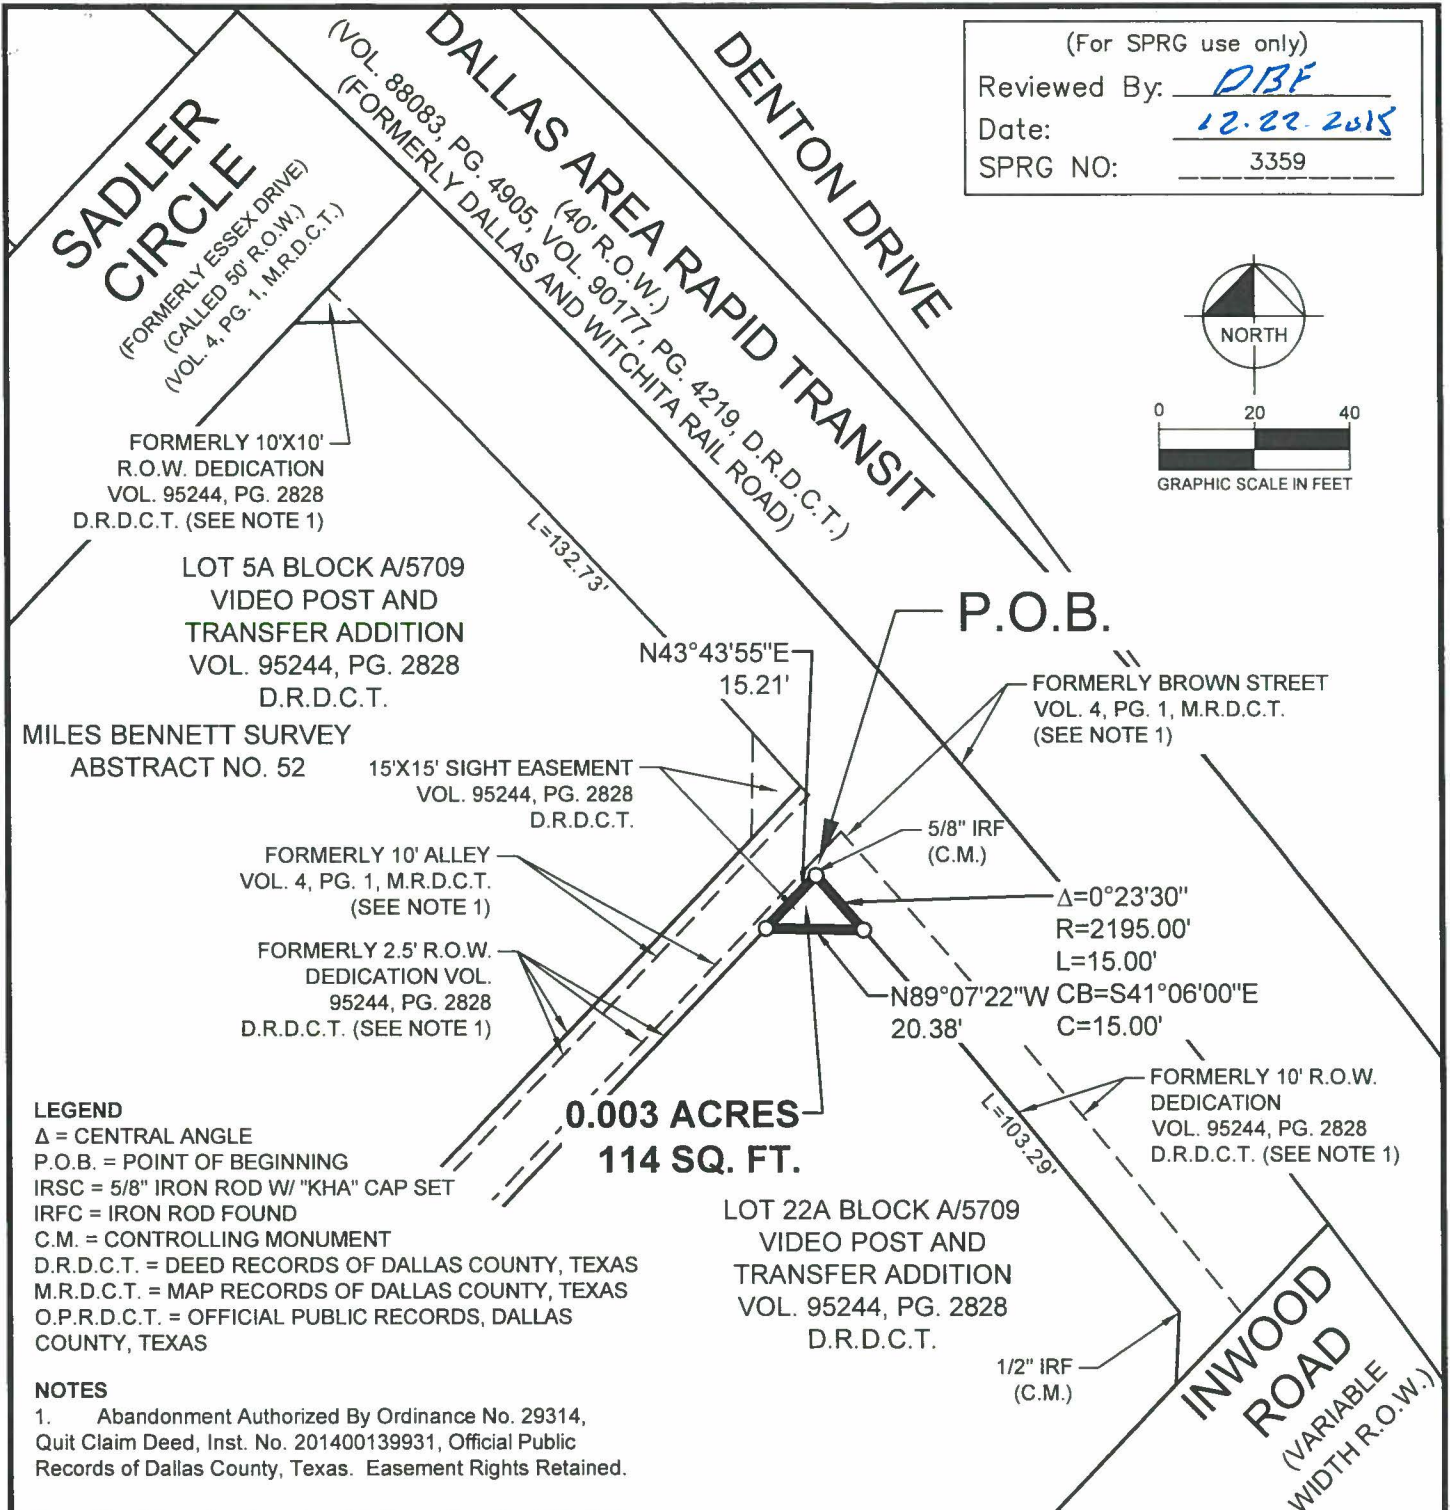 (For SPRG use only)
Reviewed By: DBF
Date: 12.22.2015
SPRG NO: 3359
SADLER
CIRCLE
(FORMERLY ESSEX DRIVE)
(CALLED 50' R.O.W.)
(VOL. 4, PG. 1, M.R.D.C.T.)
DALLAS AREA RAPID TRANSIT
(40' R.O.W.)
(VOL. 88083, PG. 4905, VOL. 90177, PG. 4219, D.R.D.C.T.)
(FORMERLY DALLAS AND WITCHITA RAIL ROAD)
DENTON DRIVE
NORTH
0 20 40
GRAPHIC SCALE IN FEET
FORMERLY 10'X10'
R.O.W. DEDICATION
VOL. 95244, PG. 2828
D.R.D.C.T. (SEE NOTE 1)
L=132.73'
LOT 5A BLOCK A/5709
VIDEO POST AND
TRANSFER ADDITION
VOL. 95244, PG. 2828
D.R.D.C.T.
MILES BENNETT SURVEY
ABSTRACT NO. 52
P.O.B.
N43°43'55"E
15.21'
FORMERLY BROWN STREET
VOL. 4, PG. 1, M.R.D.C.T.
(SEE NOTE 1)
15'X15' SIGHT EASEMENT
VOL. 95244, PG. 2828
D.R.D.C.T.
5/8" IRF
(C.M.)
FORMERLY 10' ALLEY
VOL. 4, PG. 1, M.R.D.C.T.
(SEE NOTE 1)
FORMERLY 2.5' R.O.W.
DEDICATION VOL.
95244, PG. 2828
D.R.D.C.T. (SEE NOTE 1)
Δ=0°23'30"
R=2195.00'
L=15.00'
CB=S41°06'00"E
C=15.00'
N89°07'22"W
20.38'
FORMERLY 10' R.O.W.
DEDICATION
VOL. 95244, PG. 2828
D.R.D.C.T. (SEE NOTE 1)
L=103.29'
0.003 ACRES
114 SQ. FT.
LOT 22A BLOCK A/5709
VIDEO POST AND
TRANSFER ADDITION
VOL. 95244, PG. 2828
D.R.D.C.T.
1/2" IRF
(C.M.)
INWOOD
ROAD
(VARIABLE
WIDTH R.O.W.)
LEGEND
Δ = CENTRAL ANGLE
P.O.B. = POINT OF BEGINNING
IRSC = 5/8" IRON ROD W/ "KHA" CAP SET
IRFC = IRON ROD FOUND
C.M. = CONTROLLING MONUMENT
D.R.D.C.T. = DEED RECORDS OF DALLAS COUNTY, TEXAS
M.R.D.C.T. = MAP RECORDS OF DALLAS COUNTY, TEXAS
O.P.R.D.C.T. = OFFICIAL PUBLIC RECORDS, DALLAS
COUNTY, TEXAS
NOTES
1. Abandonment Authorized By Ordinance No. 29314,
Quit Claim Deed, Inst. No. 201400139931, Official Public
Records of Dallas County, Texas. Easement Rights Retained.